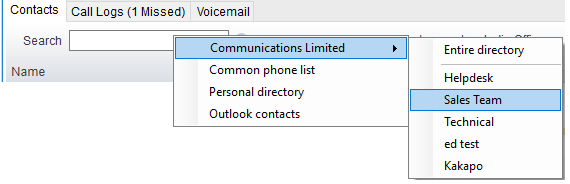 Contacts Call Logs (1 Missed) Voicemail
Search
Name
Communications Limited
Common phone list
Personal directory
Outlook contacts
Entire directory
Helpdesk
Sales Team
Technical
ed test
Kakapo